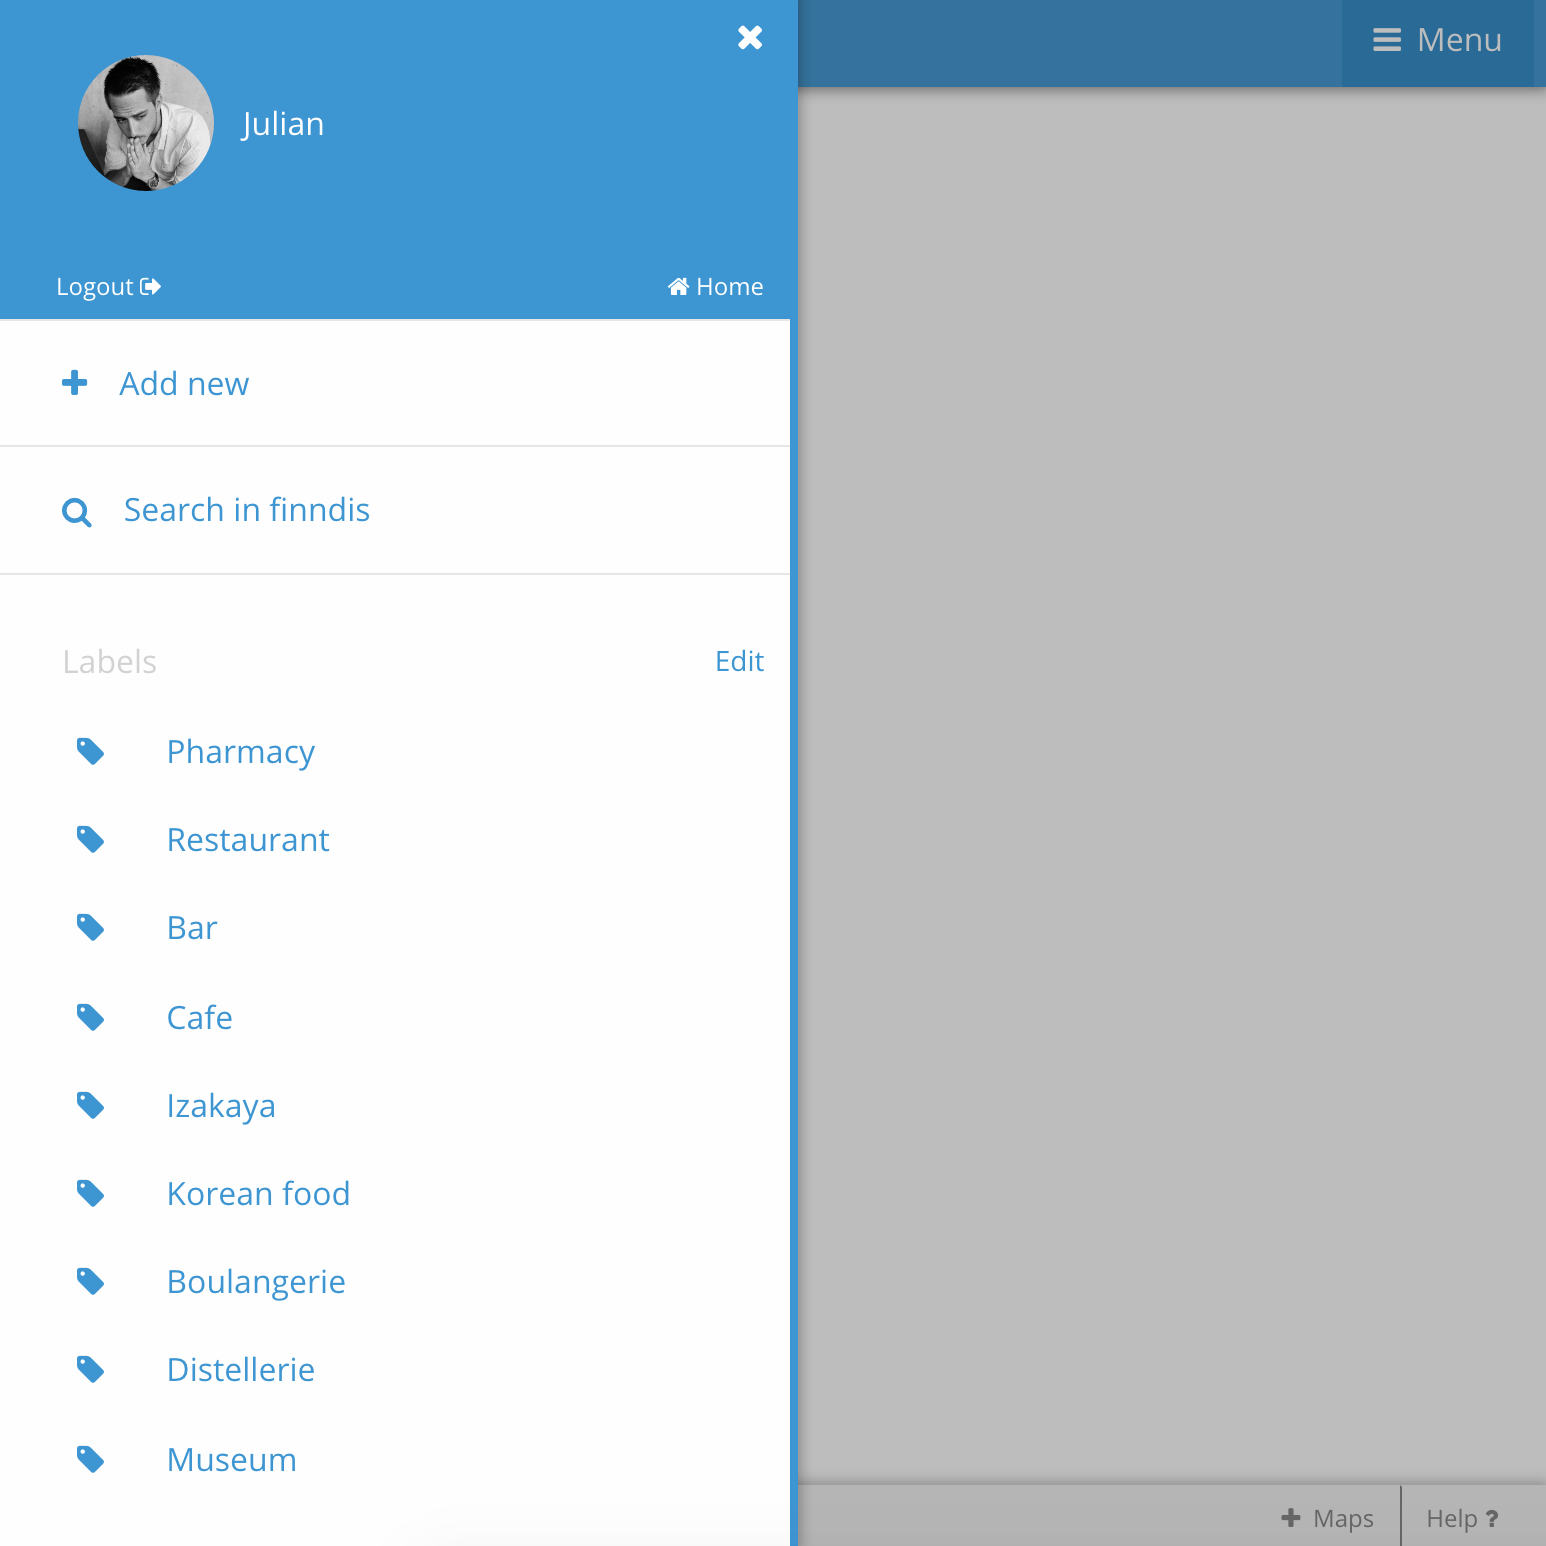 Menu
Julian
Logout
Home
Add new
Search in finndis
Labels
Edit
Pharmacy
Restaurant
Bar
Cafe
Izakaya
Korean food
Boulangerie
Distellerie
Museum
Maps
Help ?